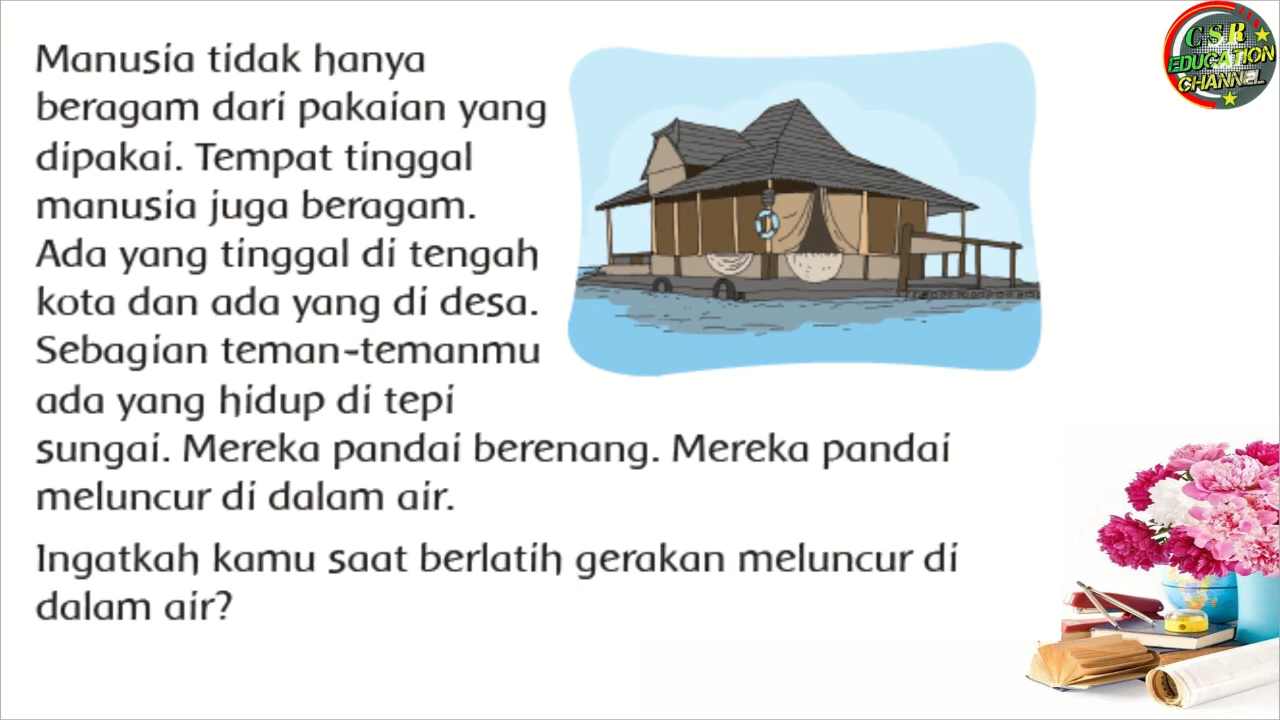 Manusia tidak hanya
beragam dari pakaian yang
dipakai. Tempat tinggal
manusia juga beragam.
Ada yang tinggal di tengah
kota dan ada yang di desa.
Sebagian teman-temanmu
ada yang hidup di tepi
sungai. Mereka pandai berenang. Mereka pandai
meluncur di dalam air.
Ingatkah kamu saat berlatih gerakan meluncur di
dalam air?
CSR
EDUCATION
CHANNEL